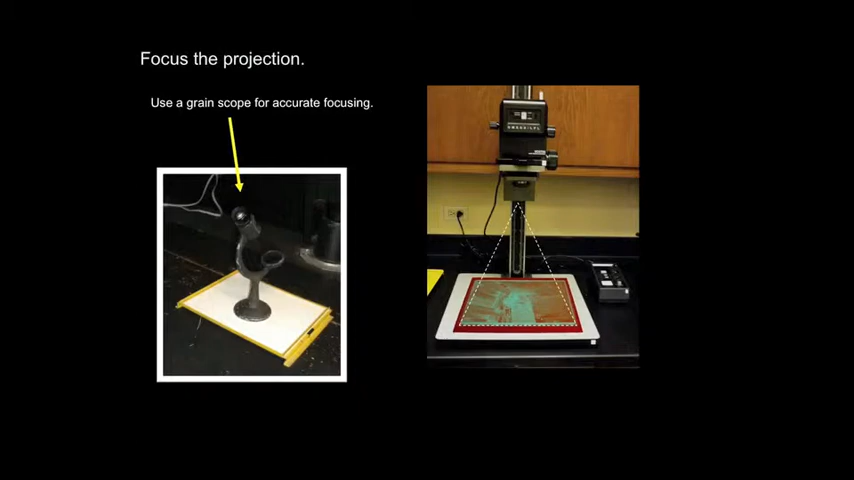 Focus the projection.
Use a grain scope for accurate focusing.